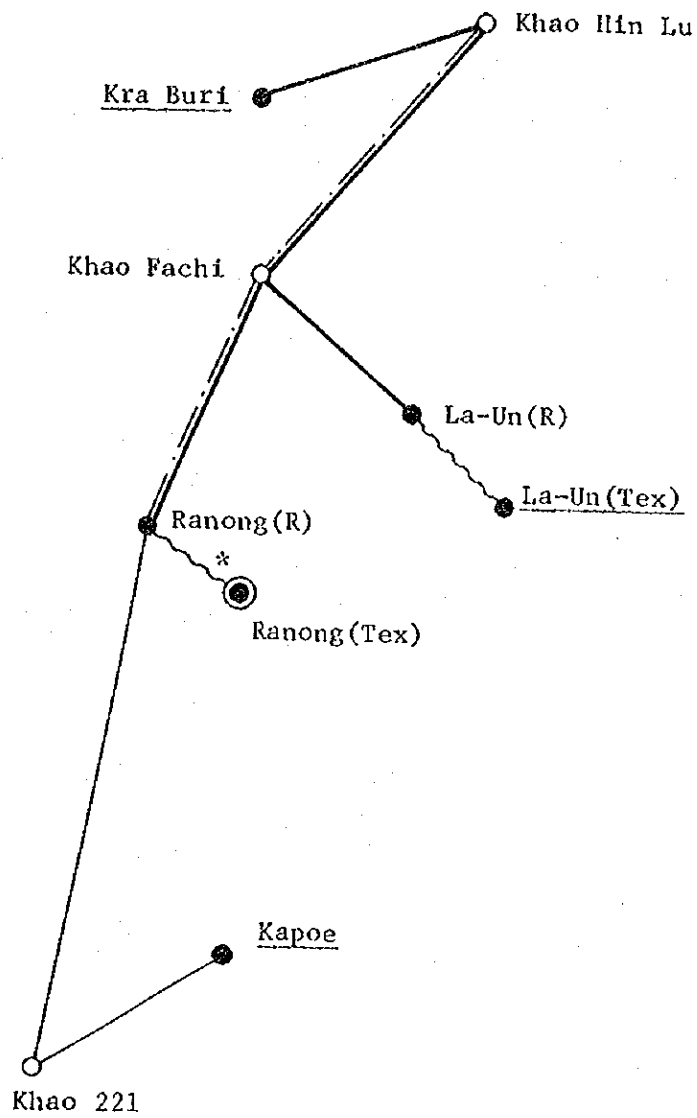 Khao Hin Lu
Kra Buri
Khao Fachi
La-Un(R)
La-Un(Tex)
Ranong(R)
*
Ranong(Tex)
Kapoe
Khao 221